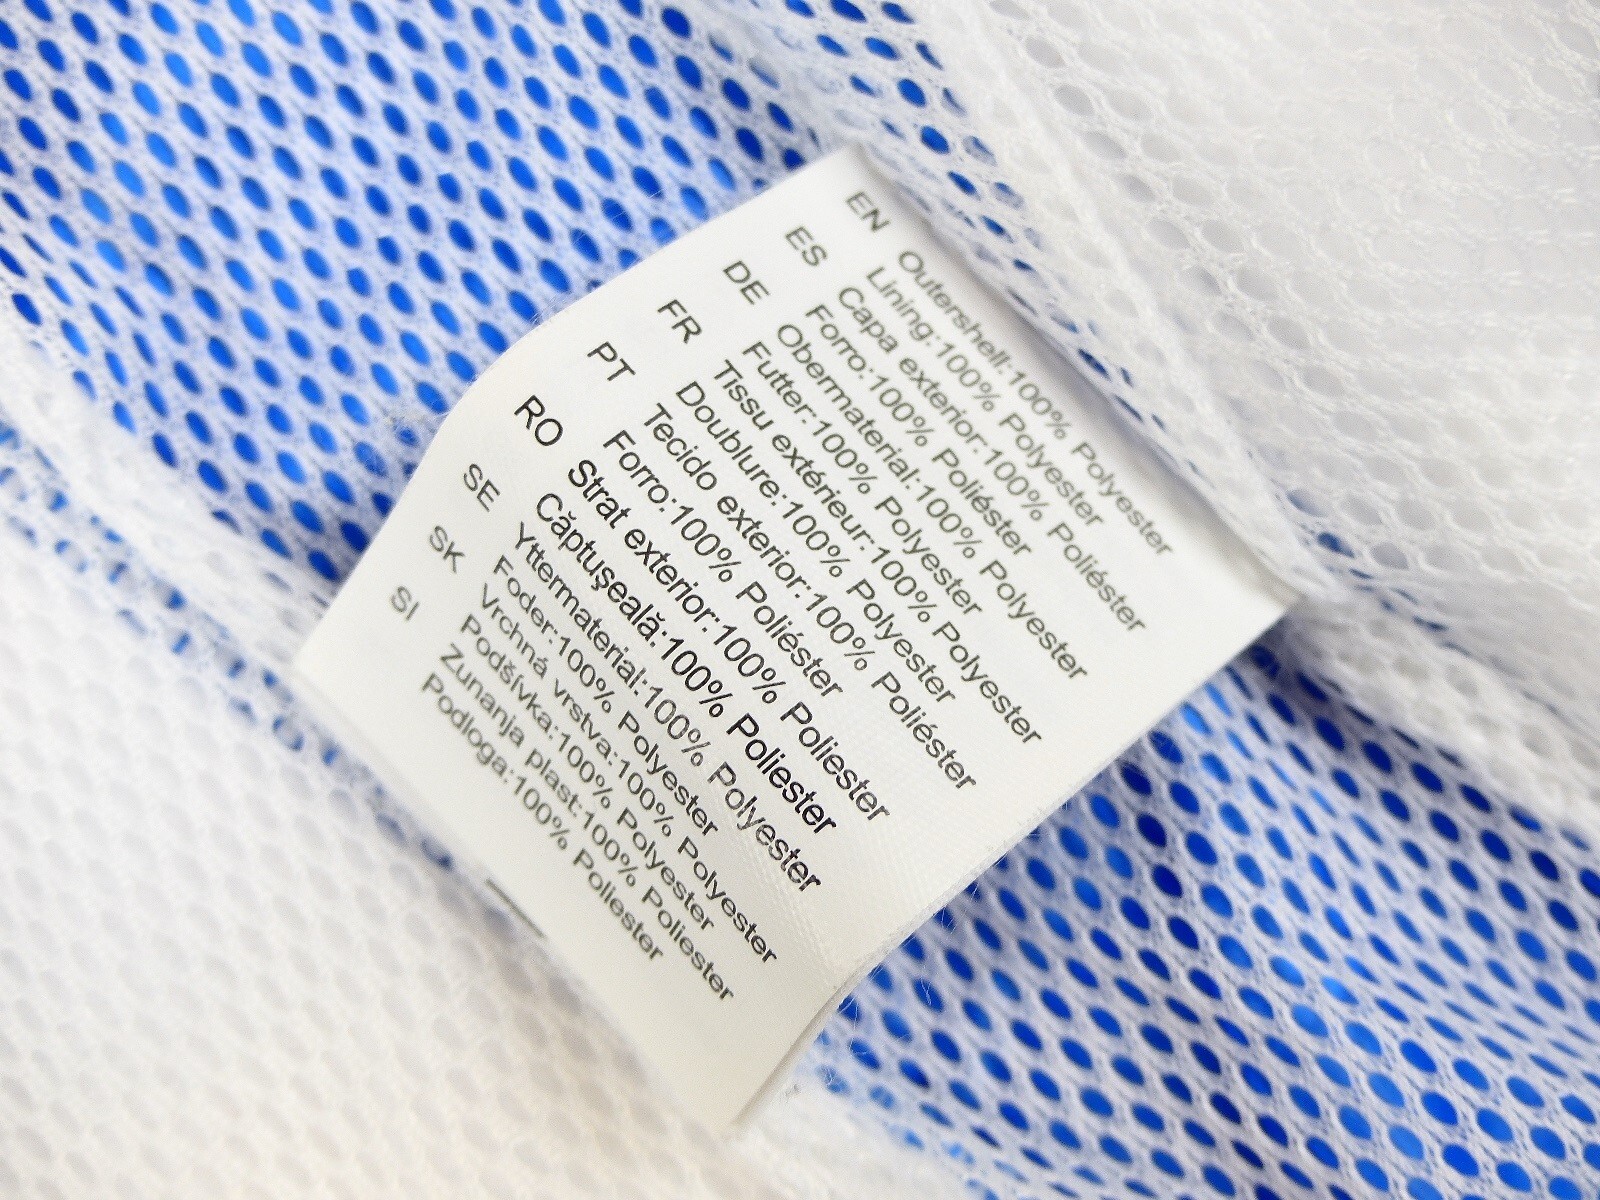 EN Outershell:100% Polyester
Lining:100% Polyester
ES Capa exterior:100% Poliéster
Forro:100% Poliéster
DE Obermaterial:100% Polyester
Futter:100% Polyester
FR Tissu extérieur:100% Polyester
Doublure:100% Polyester
PT Tecido exterior:100% Poliéster
Forro:100% Poliéster
RO Strat exterior:100% Poliester
Căptuşeală:100% Poliester
SE Yttermaterial:100% Polyester
Foder:100% Polyester
SK Vrchná vrstva:100% Polyester
Podšívka:100% Polyester
SI Zunanja plast:100% Poliester
Podloga:100% Poliester